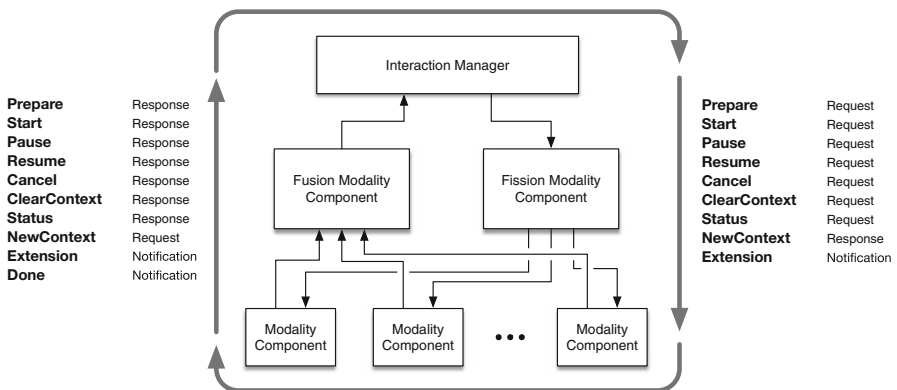 Interaction Manager
Prepare Response
Start Response
Pause Response
Resume Response
Cancel Response
ClearContext Response
Status Response
NewContext Request
Extension Notification
Done Notification
Fusion Modality
Component
Fission Modality
Component
Prepare Request
Start Request
Pause Request
Resume Request
Cancel Request
ClearContext Request
Status Request
NewContext Response
Extension Notification
Modality
Component
Modality
Component
Modality
Component